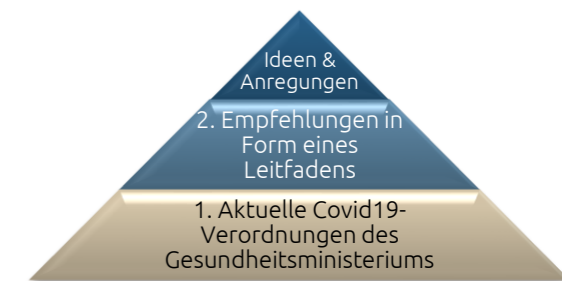 Ideen &
Anregungen
2. Empfehlungen in
Form eines
Leitfadens
1. Aktuelle Covid19-
Verordnungen des
Gesundheitsministeriums